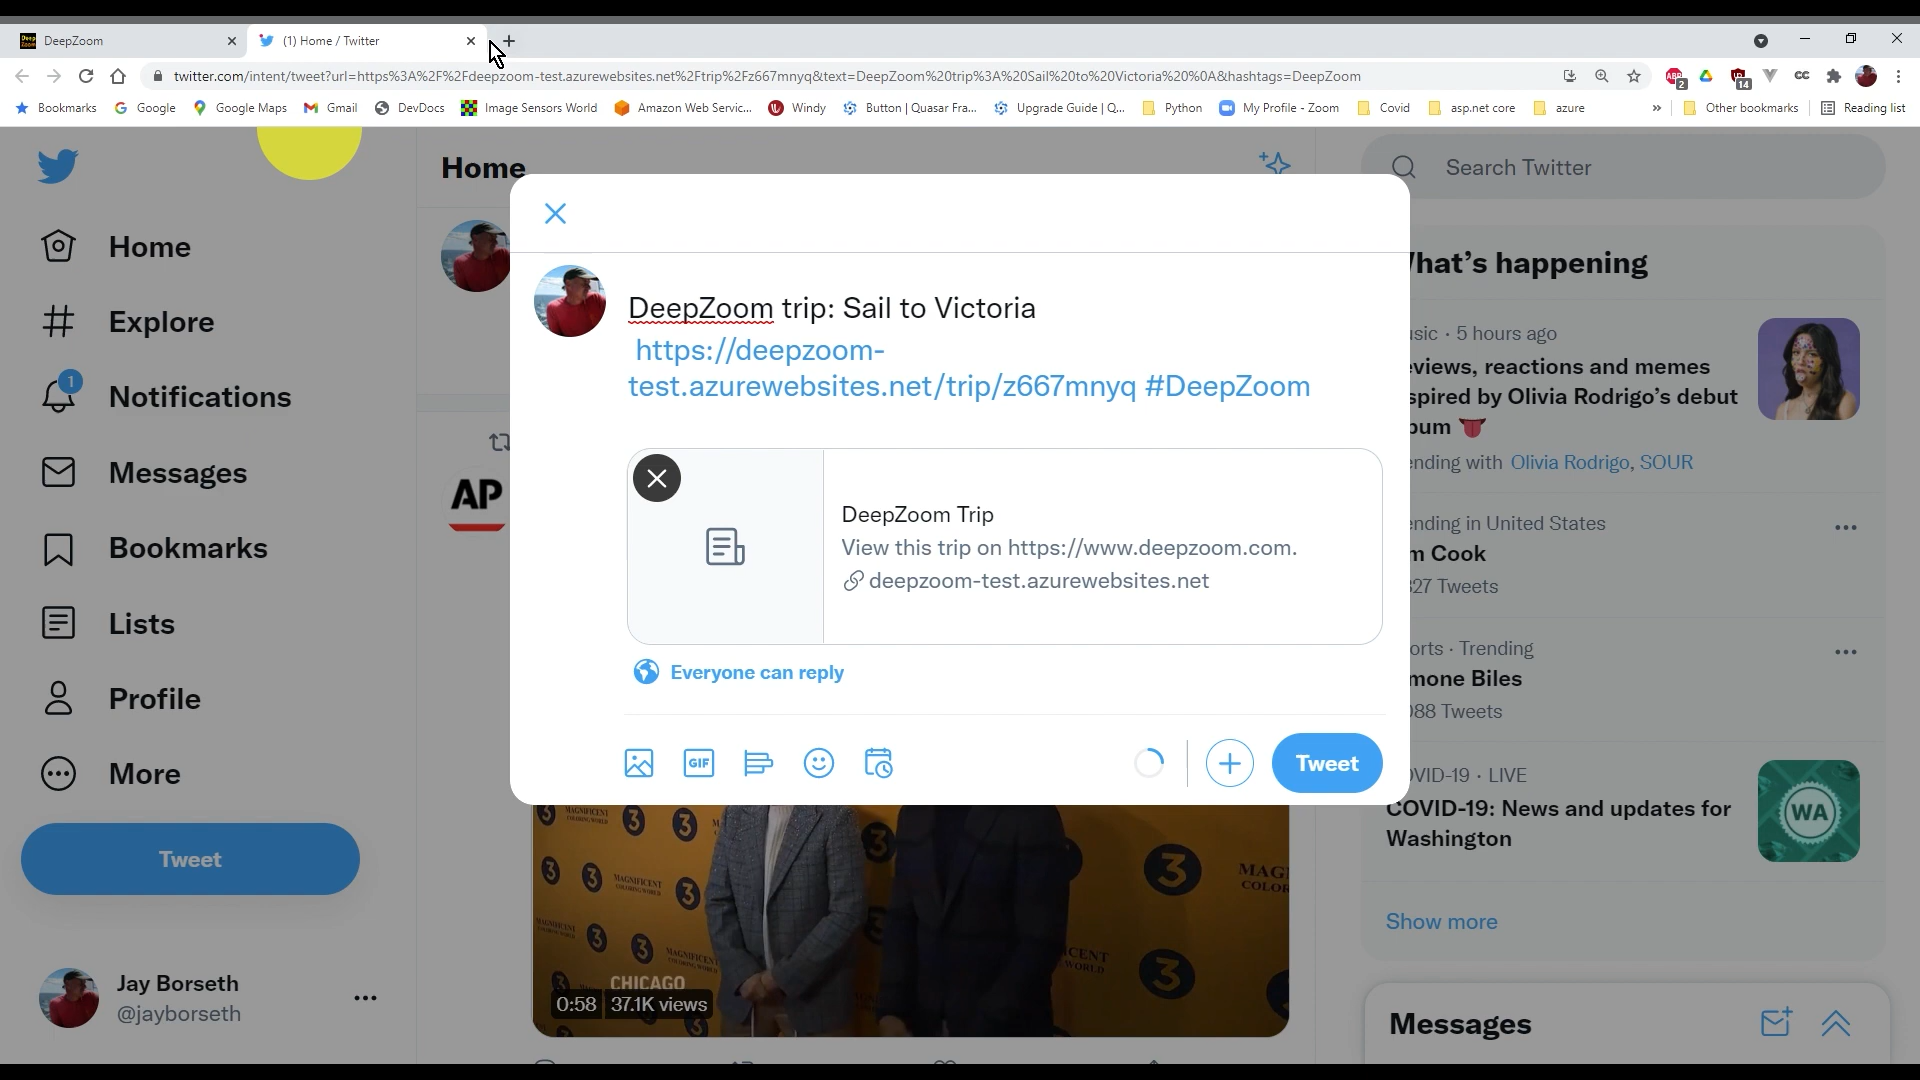 DeepZoom
(1) Home / Twitter
twitter.com/intent/tweet?url=https%3A%2F%2Fdeepzoom-test.azurewebsites.net%2Ftrip%2Fz667mnyq&text=DeepZoom%20trip%3A%20Sail%20to%20Victoria%20%0A&hashtags=DeepZoom
Bookmarks
Google
Google Maps
Gmail
DevDocs
Image Sensors World
Amazon Web Servic...
Windy
Button | Quasar Fra...
Upgrade Guide | Q...
Python
My Profile - Zoom
Covid
asp.net core
azure
Other bookmarks
Reading list
Home
Explore
Notifications
1
Messages
Bookmarks
Lists
Profile
More
Tweet
Jay Borseth
@jayborseth
Home
AP
DeepZoom trip: Sail to Victoria
https://deepzoom-
test.azurewebsites.net/trip/z667mnyq #DeepZoom
DeepZoom Trip
View this trip on https://www.deepzoom.com.
deepzoom-test.azurewebsites.net
Everyone can reply
GIF
Tweet
MAGNIFICENT
CHICAGO
0:58 37.1K views
Search Twitter
hat's happening
usic · 5 hours ago
eviews, reactions and memes
spired by Olivia Rodrigo's debut
bum
ending with Olivia Rodrigo, SOUR
ending in United States
m Cook
327 Tweets
orts · Trending
mone Biles
088 Tweets
OVID-19 · LIVE
COVID-19: News and updates for
Washington
WA
Show more
Messages